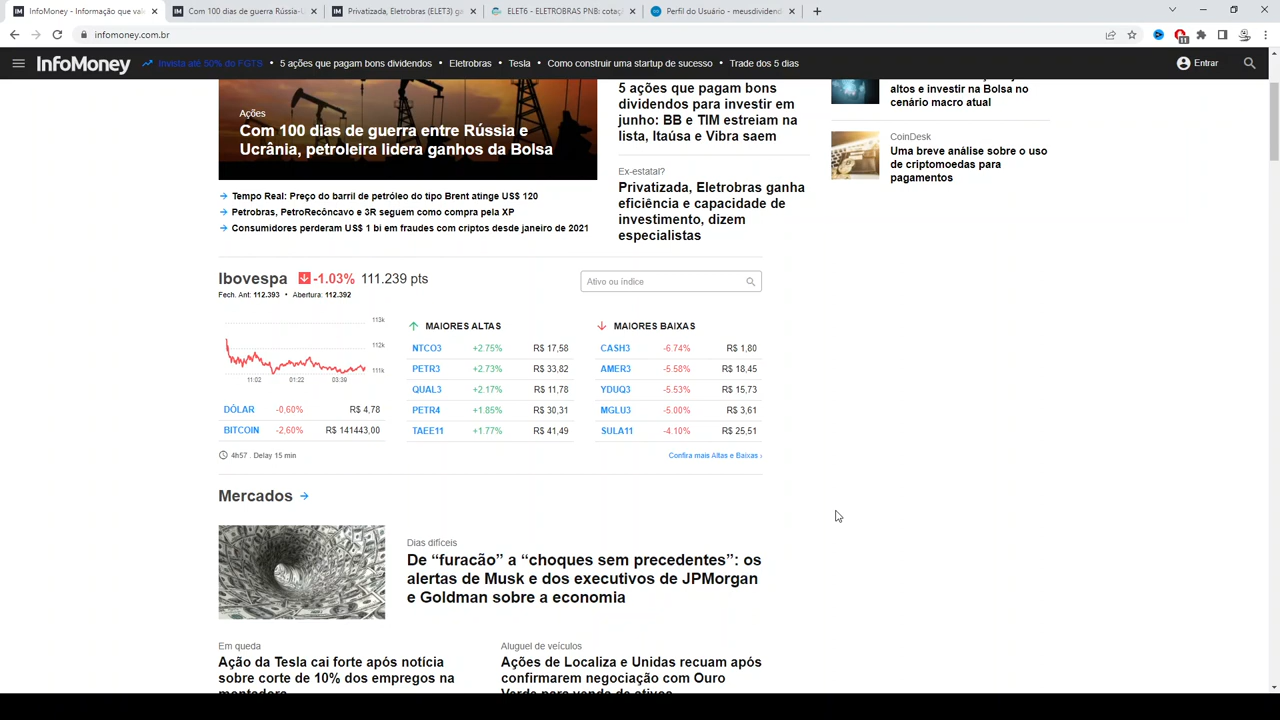 InfoMoney - Informação que val
Com 100 dias de guerra Rússia-U
Privatizada, Eletrobras (ELET3) ga
ELET6 - ELETROBRAS PNB: cotaç
Perfil do Usuário - meusdividend
infomoney.com.br
11
InfoMoney
Invista até 50% do FGTS • 5 ações que pagam bons dividendos • Eletrobras • Tesla • Como construir uma startup de sucesso • Trade dos 5 dias
Entrar
Ações
Com 100 dias de guerra entre Rússia e
Ucrânia, petroleira lidera ganhos da Bolsa
Tempo Real: Preço do barril de petróleo do tipo Brent atinge US$ 120
Petrobras, PetroRecôncavo e 3R seguem como compra pela XP
Consumidores perderam US$ 1 bi em fraudes com criptos desde janeiro de 2021
5 ações que pagam bons
dividendos para investir em
junho: BB e TIM estreiam na
lista, Itaúsa e Vibra saem
Ex-estatal?
Privatizada, Eletrobras ganha
eficiência e capacidade de
investimento, dizem
especialistas
altos e investir na Bolsa no
cenário macro atual
CoinDesk
Uma breve análise sobre o uso
de criptomoedas para
pagamentos
Ibovespa -1.03% 111.239 pts
Fech. Ant: 112.393 • Abertura: 112.392
Ativo ou índice
113k
112k
111k
11:02 01:22 03:39
DÓLAR -0,60% R$ 4,78
BITCOIN -2,60% R$ 141443,00
MAIORES ALTAS
NTCO3 +2.75% R$ 17,58
PETR3 +2.73% R$ 33,82
QUAL3 +2.17% R$ 11,78
PETR4 +1.85% R$ 30,31
TAEE11 +1.77% R$ 41,49
MAIORES BAIXAS
CASH3 -6.74% R$ 1,80
AMER3 -5.58% R$ 18,45
YDUQ3 -5.53% R$ 15,73
MGLU3 -5.00% R$ 3,61
SULA11 -4.10% R$ 25,51
4h57 . Delay 15 min
Confira mais Altas e Baixas ›
Mercados
Dias difíceis
De “furacão” a “choques sem precedentes”: os
alertas de Musk e dos executivos de JPMorgan
e Goldman sobre a economia
Em queda
Ação da Tesla cai forte após notícia
sobre corte de 10% dos empregos na
montadora
Aluguel de veículos
Ações de Localiza e Unidas recuam após
confirmarem negociação com Ouro
Verde para venda de ativos